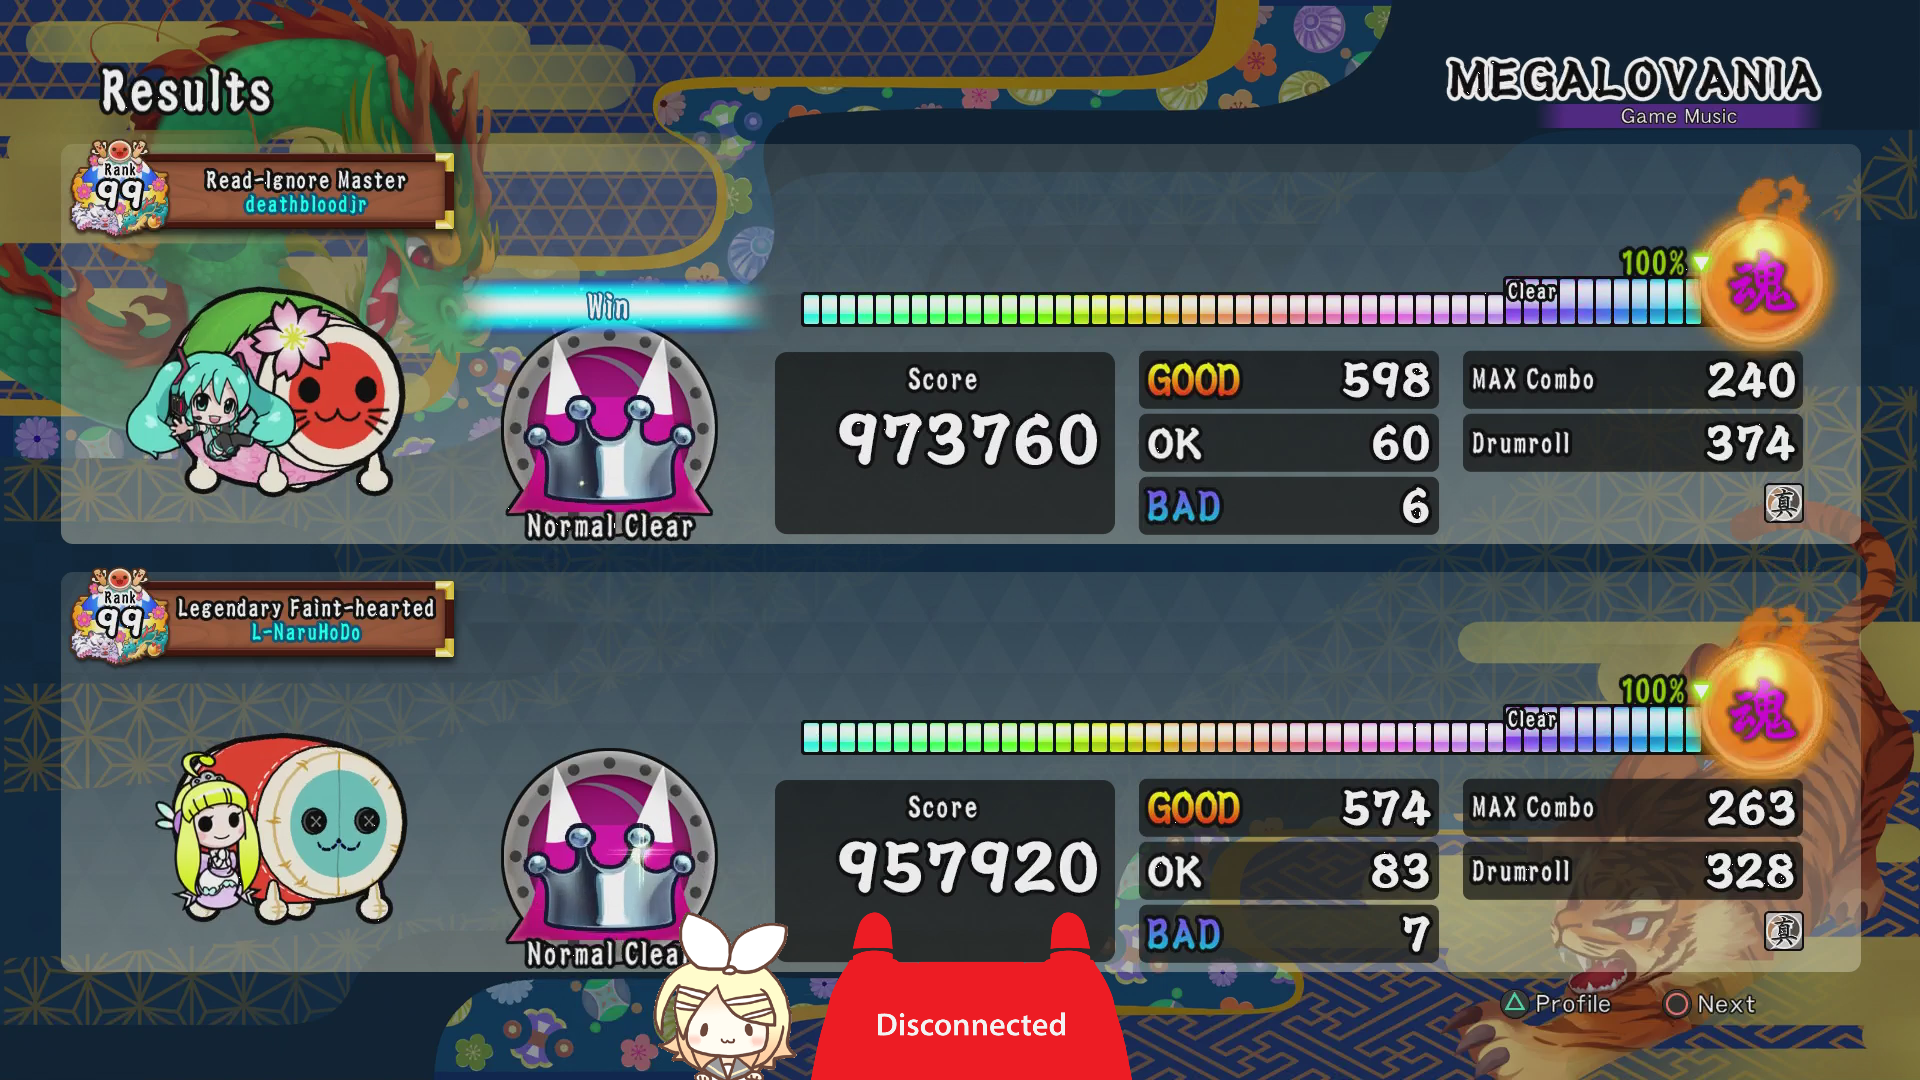 Results
MEGALOVANIA
Game Music
Rank
99
Read-Ignore Master
deathbloodjr
Win
Normal Clear
100%
Clear
魂
Score
973760
GOOD 598
OK 60
BAD 6
MAX Combo 240
Drumroll 374
真
Rank
99
Legendary Faint-hearted
L-NaruHoDo
Normal Clea
100%
Clear
魂
Score
957920
GOOD 574
OK 83
BAD 7
MAX Combo 263
Drumroll 328
真
Disconnected
Profile
Next